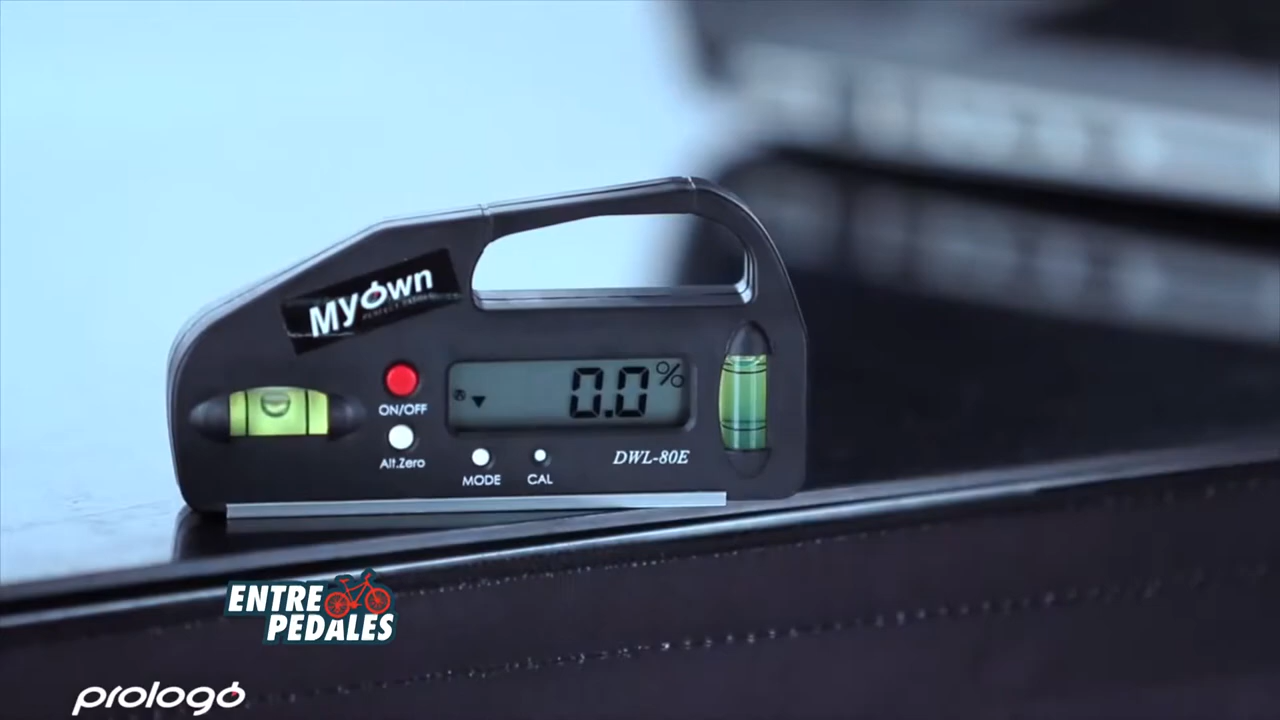 MyOwn
0.0%
ON/OFF
Alt.Zero
MODE
CAL
DWL-80E
ENTRE
PEDALES
prologo